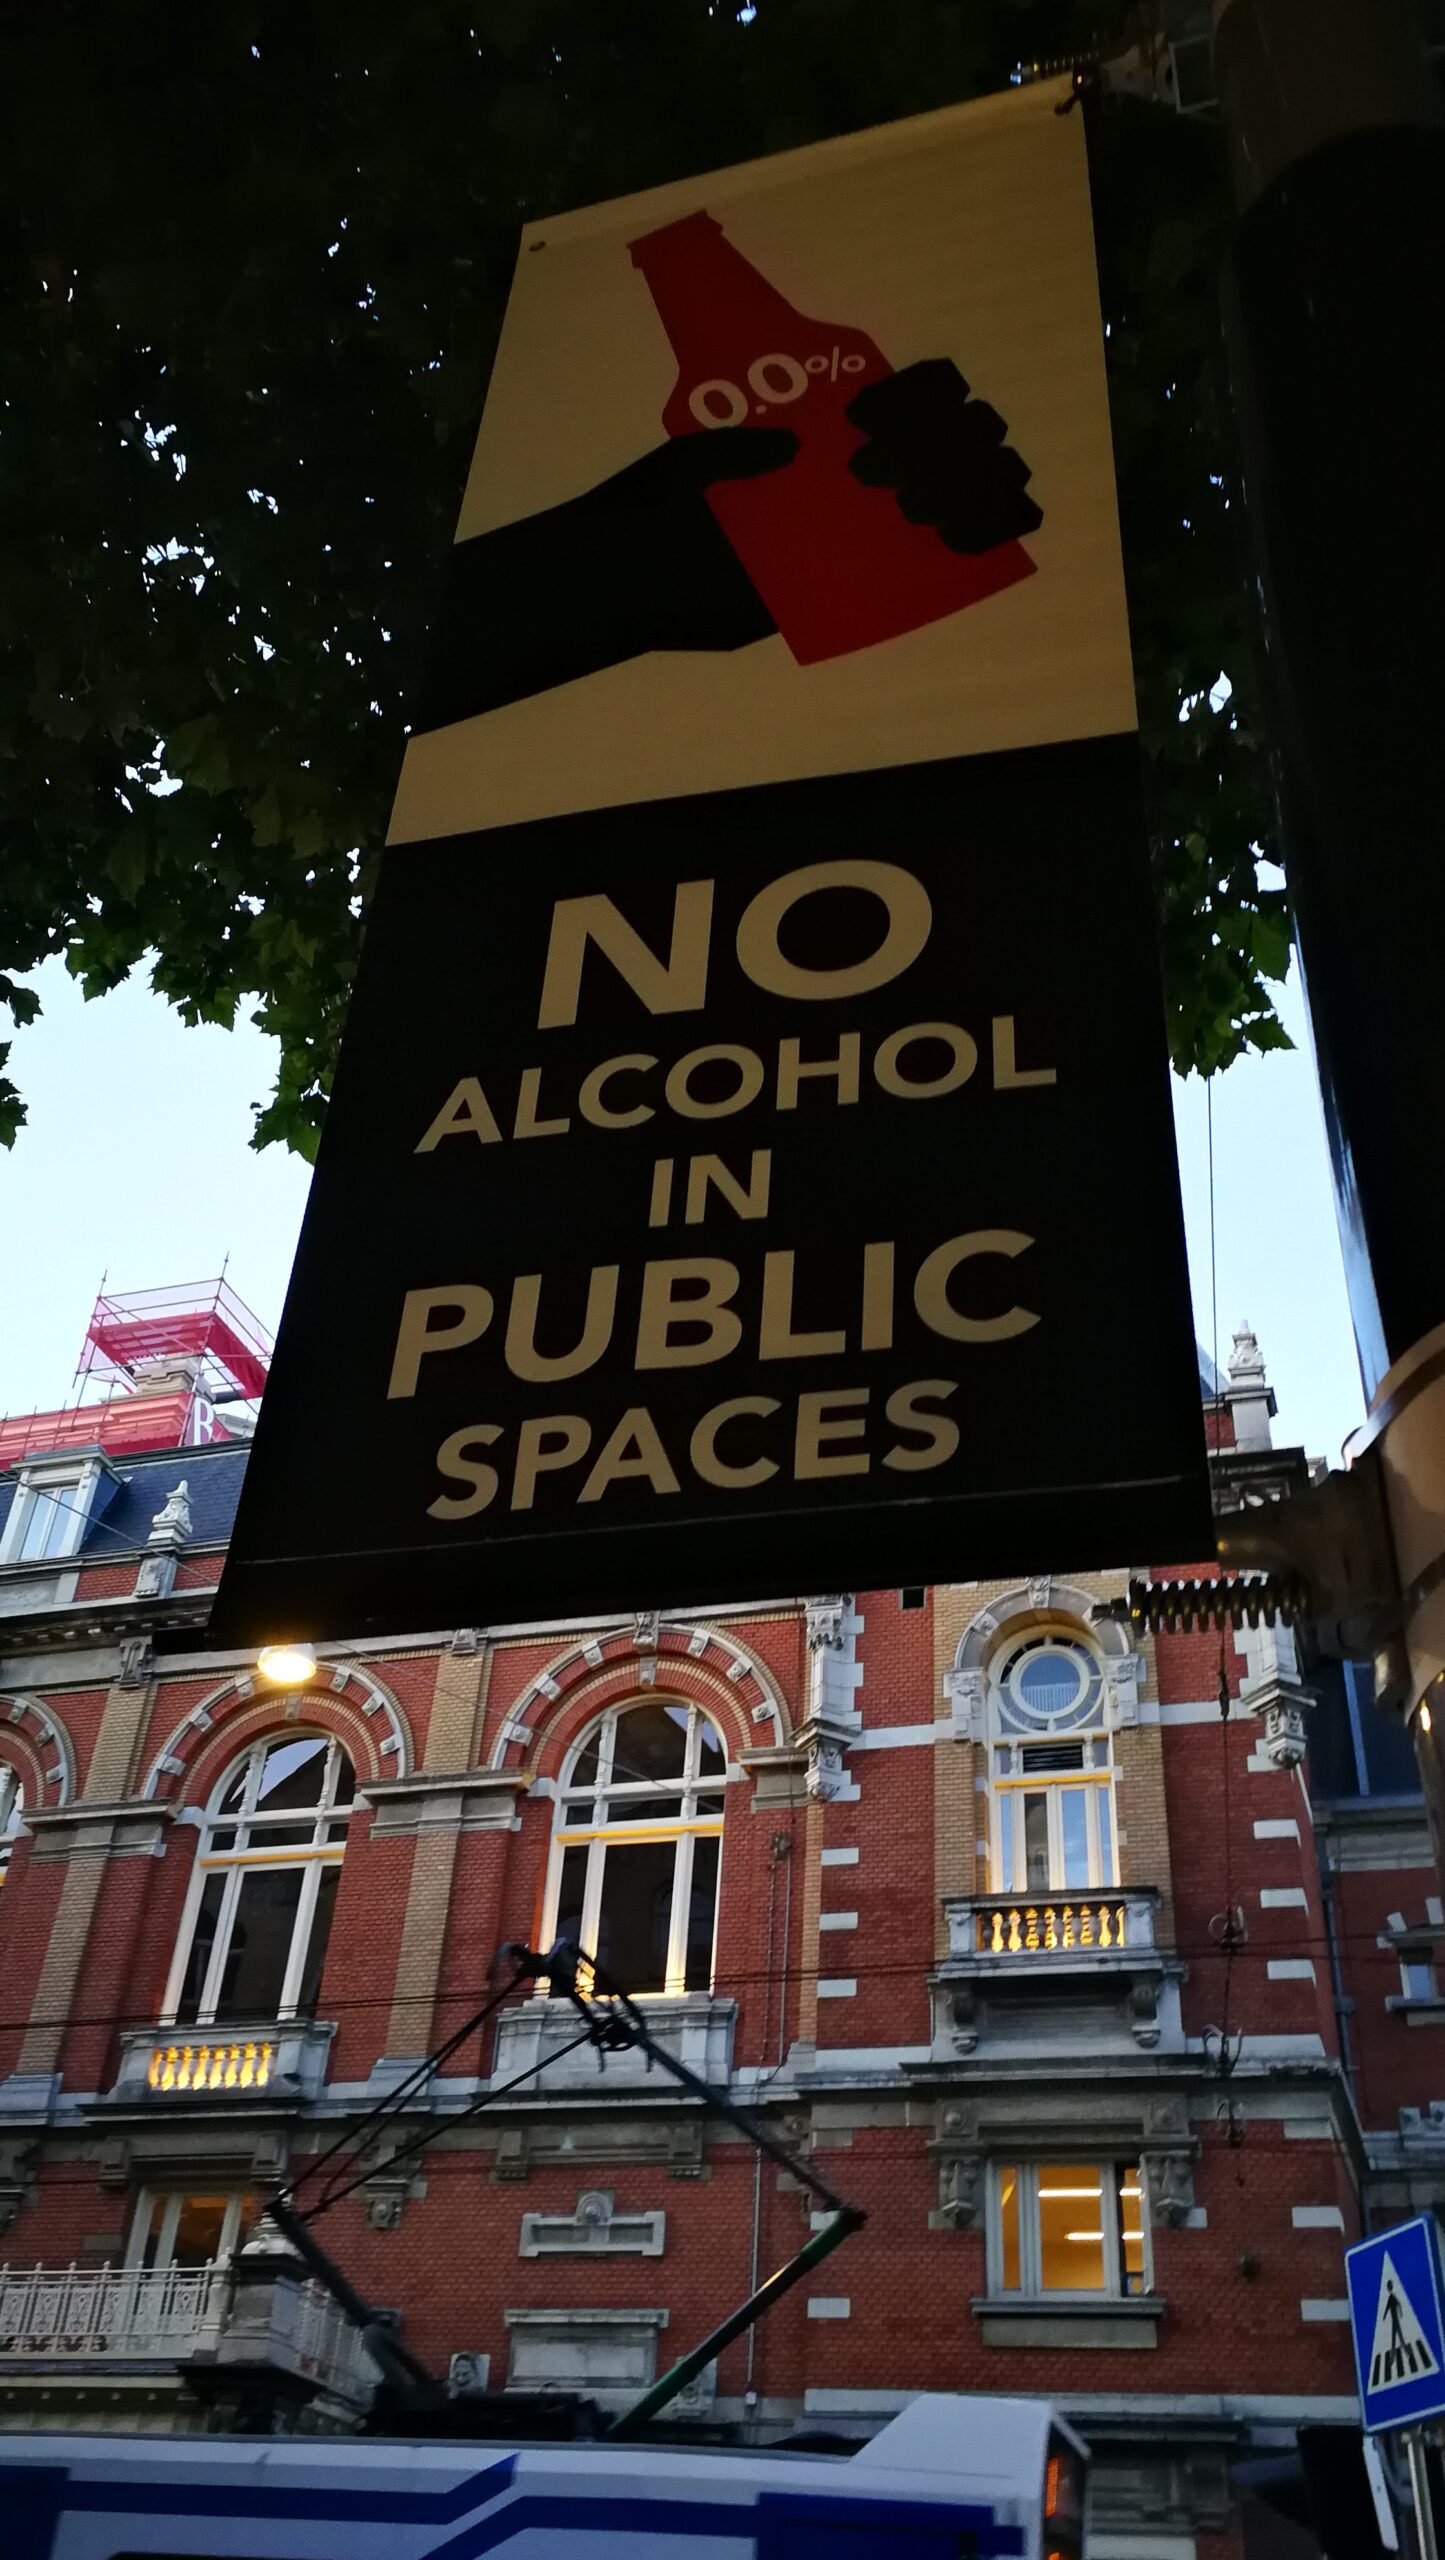 0.0%
NO
ALCOHOL
IN
PUBLIC
SPACES
R